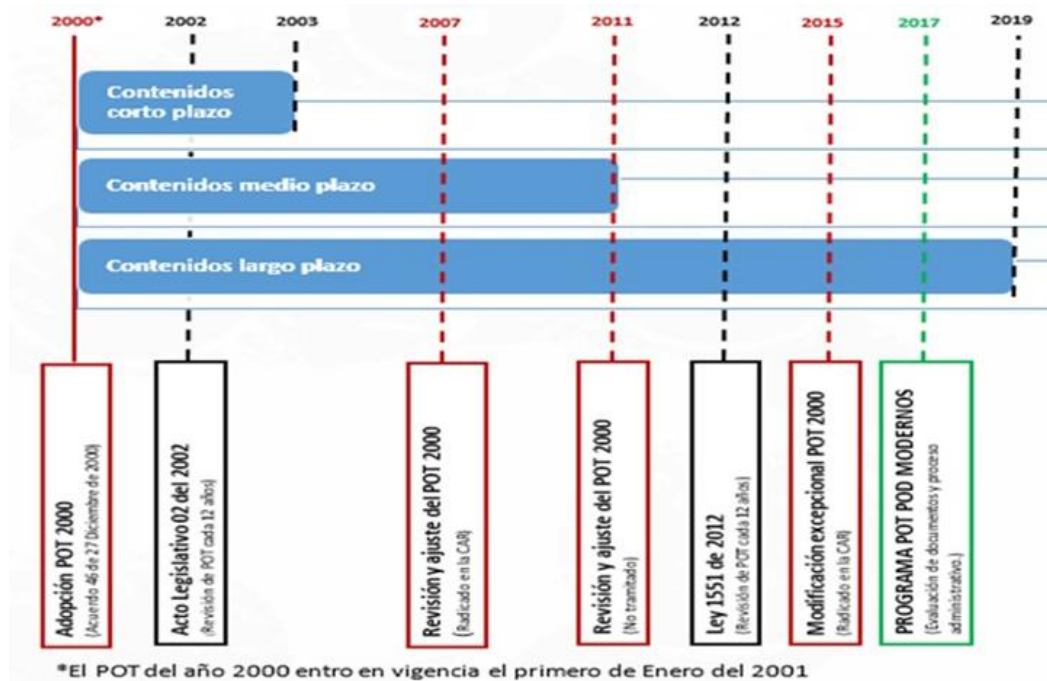 2000* 2002 2003 2007 2011 2012 2015 2017 2019
Contenidos
corto plazo
Contenidos medio plazo
Contenidos largo plazo
Adopción POT 2000
(Acuerdo 46 de 27 Diciembre de 2000)
Acto Legislativo 02 del 2002
(Revisión de POT cada 12 años)
Revisión y ajuste del POT 2000
(Radicado en la CAR)
Revisión y ajuste del POT 2000
(No tramitado)
Ley 1551 de 2012
(Revisión de POT cada 12 años)
Modificación excepcional POT 2000
(Radicado en la CAR)
PROGRAMA POT POD MODERNOS
(Evaluación de documentos y proceso
administrativo.)
*El POT del año 2000 entro en vigencia el primero de Enero del 2001